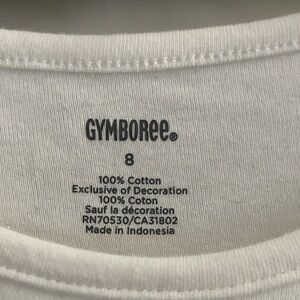 GYMBORee®
8
100% Cotton
Exclusive of Decoration
100% Coton
Sauf la décoration
RN70530/CA31802
Made in Indonesia